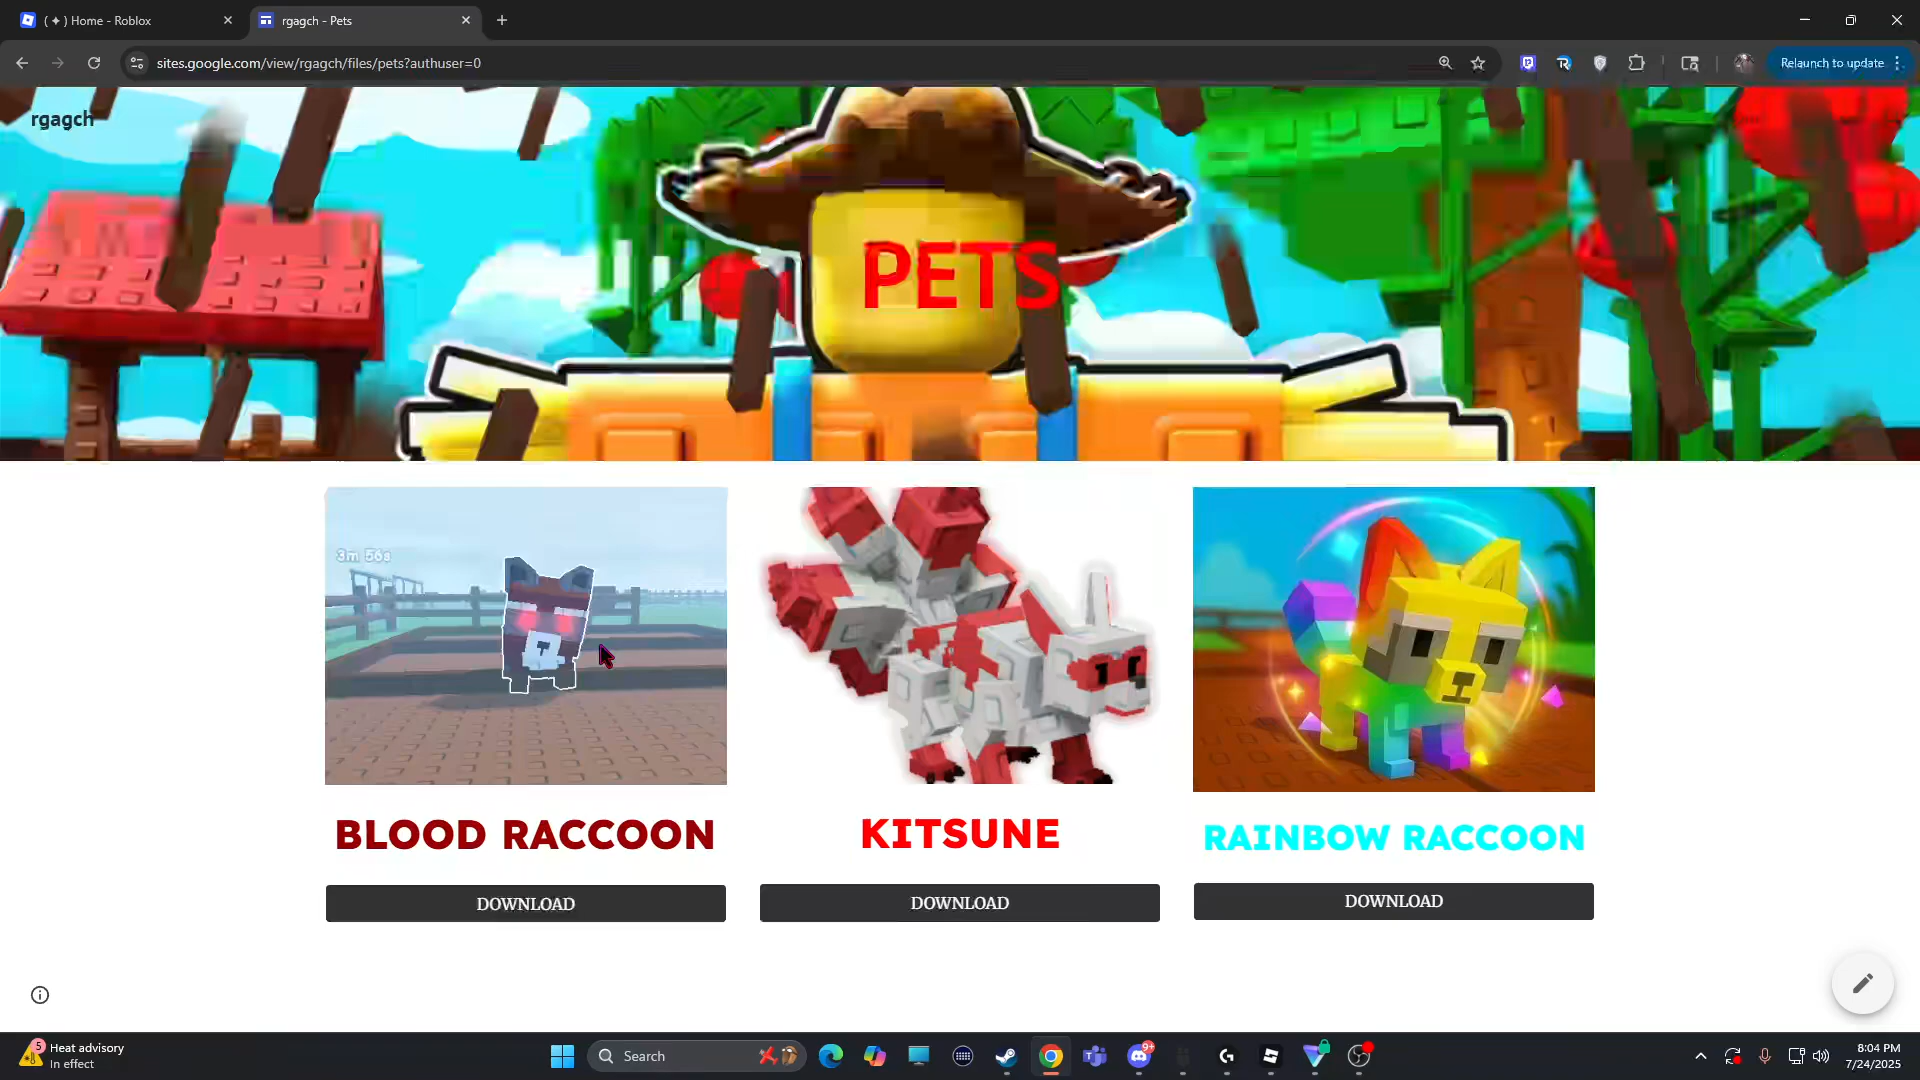 ( ✦ ) Home - Roblox
rgagch - Pets
sites.google.com/view/rgagch/files/pets?authuser=0
Relaunch to update
rgagch
PETS
3m 56s
BLOOD RACCOON
KITSUNE
RAINBOW RACCOON
DOWNLOAD
DOWNLOAD
DOWNLOAD
5
Heat advisory
In effect
Search
9+
8:04 PM
7/24/2025